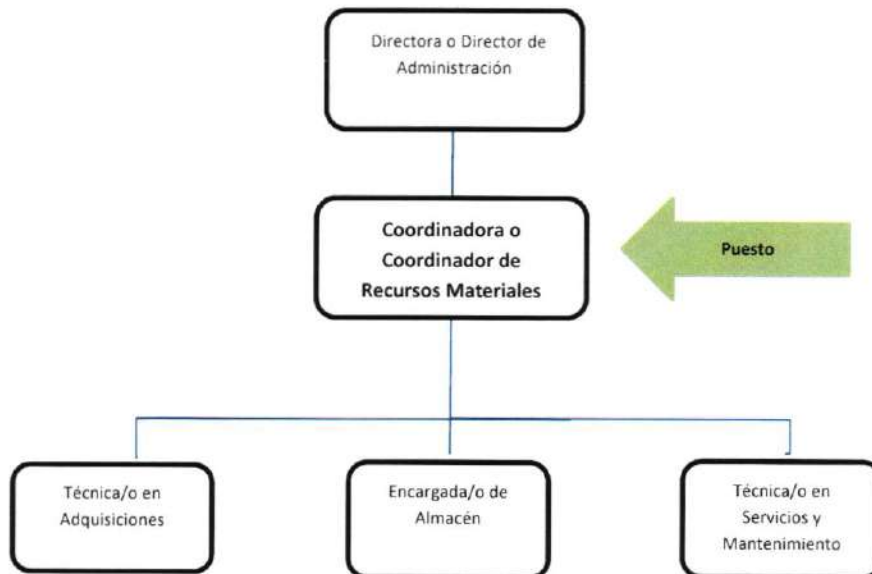 Directora o Director de
Administración
Coordinadora o
Coordinador de
Recursos Materiales
Puesto
Técnica/o en
Adquisiciones
Encargada/o de
Almacén
Técnica/o en
Servicios y
Mantenimiento